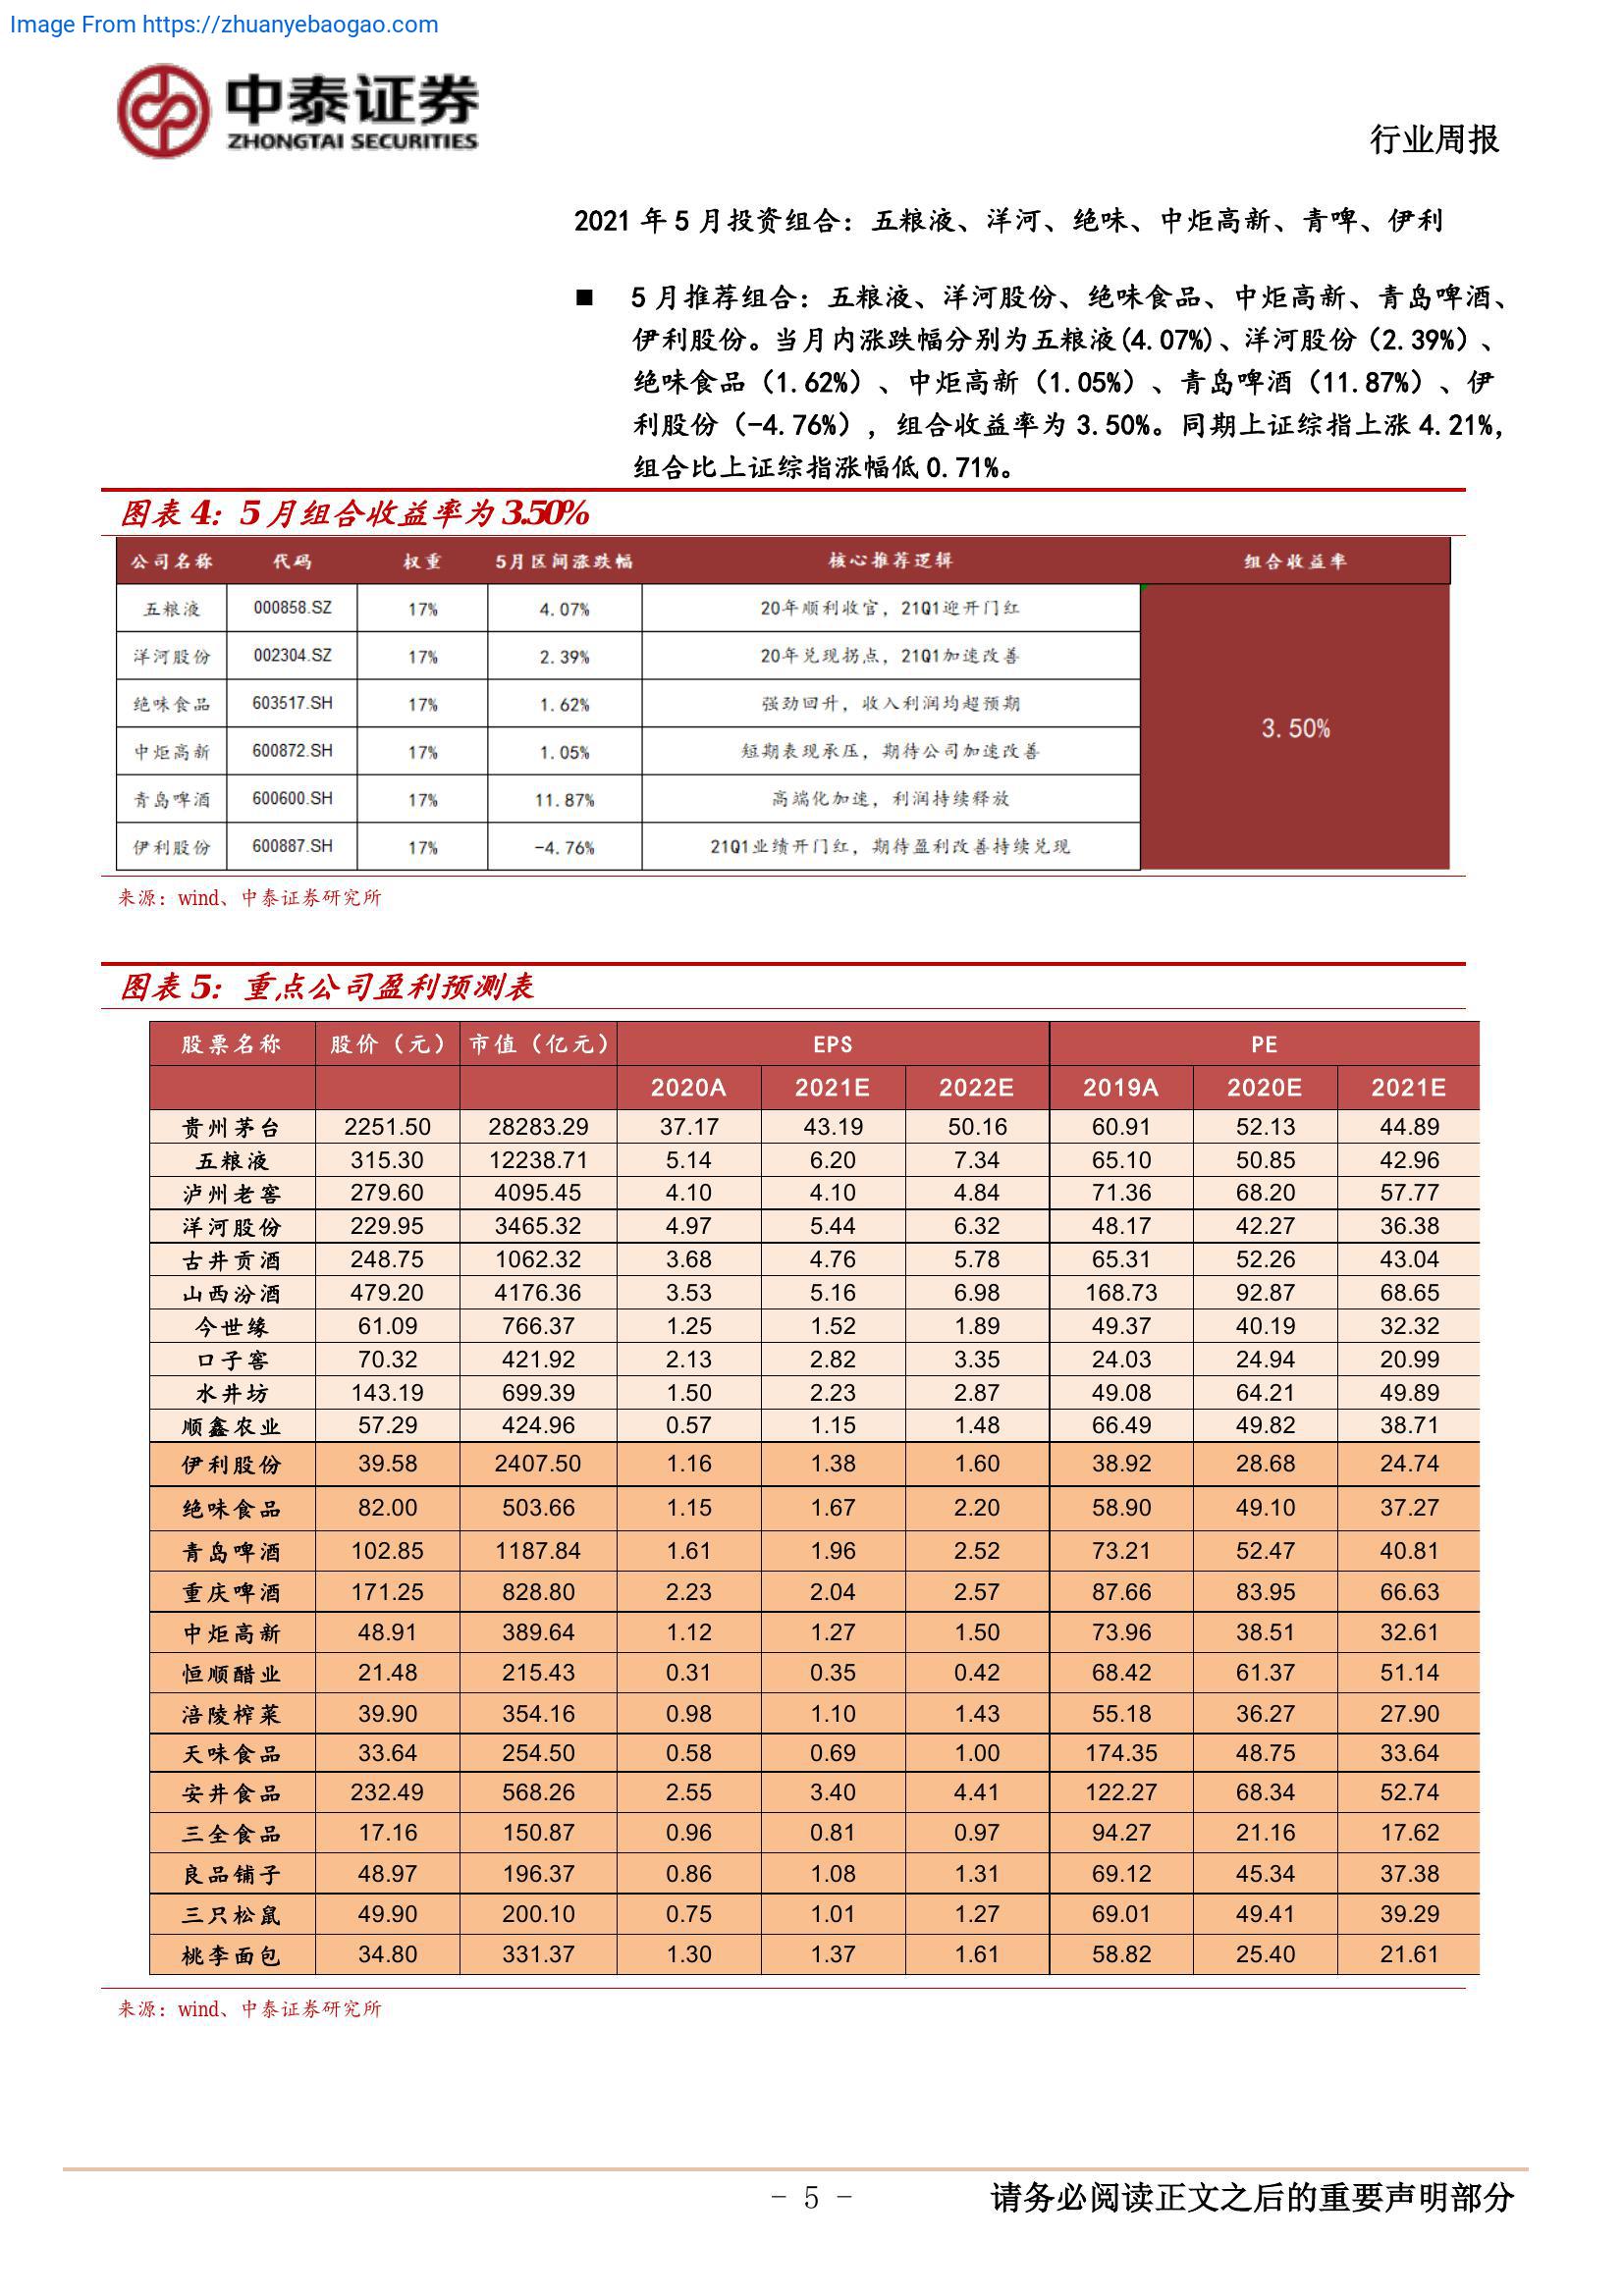 Image From https://zhuanyebaogao.com
中泰证券
ZHONGTAI SECURITIES
行业周报
2021 年 5 月投资组合：五粮液、洋河、绝味、中炬高新、青啤、伊利
■ 5 月推荐组合：五粮液、洋河股份、绝味食品、中炬高新、青岛啤酒、
伊利股份。当月内涨跌幅分别为五粮液(4.07%)、洋河股份（2.39%）、
绝味食品（1.62%）、中炬高新（1.05%）、青岛啤酒（11.87%）、伊
利股份（-4.76%），组合收益率为 3.50%。同期上证综指上涨 4.21%,
组合比上证综指涨幅低 0.71%。
图表 4：5 月组合收益率为 3.50%
公司名称 代码 权重 5月区间涨跌幅 核心推荐逻辑 组合收益率
五粮液 000858.SZ 17% 4.07% 20年顺利收官，21Q1迎开门红
洋河股份 002304.SZ 17% 2.39% 20年兑现拐点，21Q1加速改善
绝味食品 603517.SH 17% 1.62% 强劲回升，收入利润均超预期
3.50%
中炬高新 600872.SH 17% 1.05% 短期表现承压，期待公司加速改善
青岛啤酒 600600.SH 17% 11.87% 高端化加速，利润持续释放
伊利股份 600887.SH 17% -4.76% 21Q1业绩开门红，期待盈利改善持续兑现
来源：wind、中泰证券研究所
图表 5：重点公司盈利预测表
股票名称 股价（元） 市值（亿元） EPS PE
2020A 2021E 2022E 2019A 2020E 2021E
贵州茅台 2251.50 28283.29 37.17 43.19 50.16 60.91 52.13 44.89
五粮液 315.30 12238.71 5.14 6.20 7.34 65.10 50.85 42.96
泸州老窖 279.60 4095.45 4.10 4.10 4.84 71.36 68.20 57.77
洋河股份 229.95 3465.32 4.97 5.44 6.32 48.17 42.27 36.38
古井贡酒 248.75 1062.32 3.68 4.76 5.78 65.31 52.26 43.04
山西汾酒 479.20 4176.36 3.53 5.16 6.98 168.73 92.87 68.65
今世缘 61.09 766.37 1.25 1.52 1.89 49.37 40.19 32.32
口子窖 70.32 421.92 2.13 2.82 3.35 24.03 24.94 20.99
水井坊 143.19 699.39 1.50 2.23 2.87 49.08 64.21 49.89
顺鑫农业 57.29 424.96 0.57 1.15 1.48 66.49 49.82 38.71
伊利股份 39.58 2407.50 1.16 1.38 1.60 38.92 28.68 24.74
绝味食品 82.00 503.66 1.15 1.67 2.20 58.90 49.10 37.27
青岛啤酒 102.85 1187.84 1.61 1.96 2.52 73.21 52.47 40.81
重庆啤酒 171.25 828.80 2.23 2.04 2.57 87.66 83.95 66.63
中炬高新 48.91 389.64 1.12 1.27 1.50 73.96 38.51 32.61
恒顺醋业 21.48 215.43 0.31 0.35 0.42 68.42 61.37 51.14
涪陵榨菜 39.90 354.16 0.98 1.10 1.43 55.18 36.27 27.90
天味食品 33.64 254.50 0.58 0.69 1.00 174.35 48.75 33.64
安井食品 232.49 568.26 2.55 3.40 4.41 122.27 68.34 52.74
三全食品 17.16 150.87 0.96 0.81 0.97 94.27 21.16 17.62
良品铺子 48.97 196.37 0.86 1.08 1.31 69.12 45.34 37.38
三只松鼠 49.90 200.10 0.75 1.01 1.27 69.01 49.41 39.29
桃李面包 34.80 331.37 1.30 1.37 1.61 58.82 25.40 21.61
来源：wind、中泰证券研究所
- 5 -
请务必阅读正文之后的重要声明部分